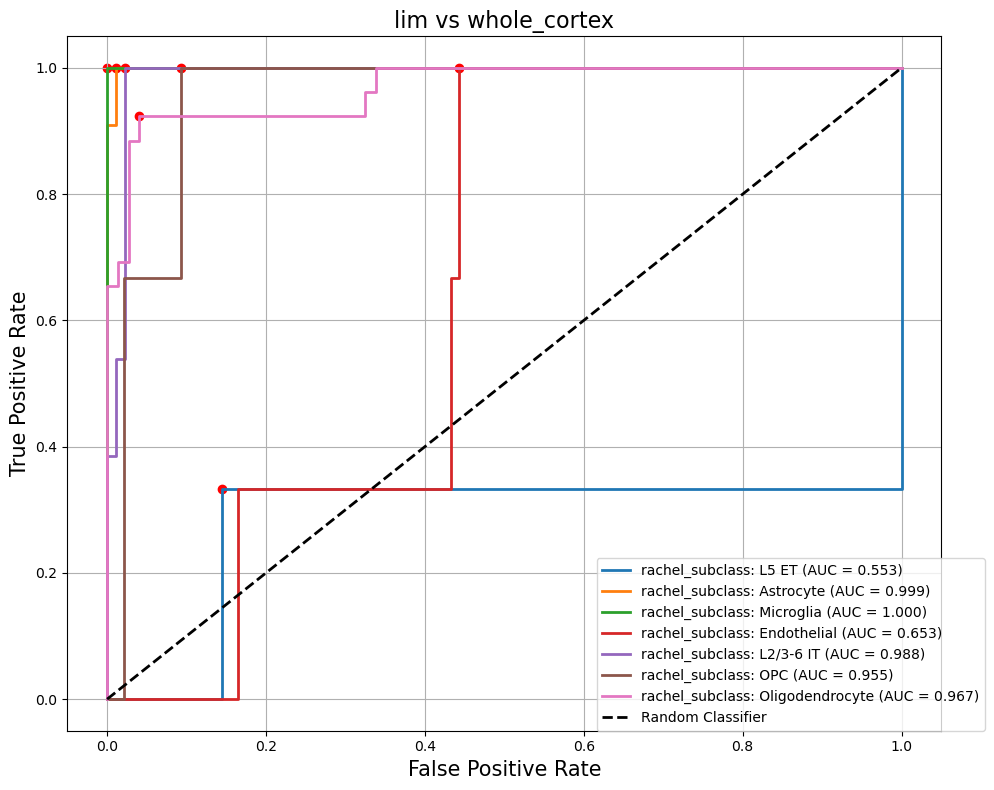 lim vs whole_cortex
1.0
0.8
0.6
0.4
0.2
0.0
True Positive Rate
rachel_subclass: L5 ET (AUC = 0.553)
rachel_subclass: Astrocyte (AUC = 0.999)
rachel_subclass: Microglia (AUC = 1.000)
rachel_subclass: Endothelial (AUC = 0.653)
rachel_subclass: L2/3-6 IT (AUC = 0.988)
rachel_subclass: OPC (AUC = 0.955)
rachel_subclass: Oligodendrocyte (AUC = 0.967)
Random Classifier
0.0 0.2 0.4 0.6 0.8 1.0
False Positive Rate